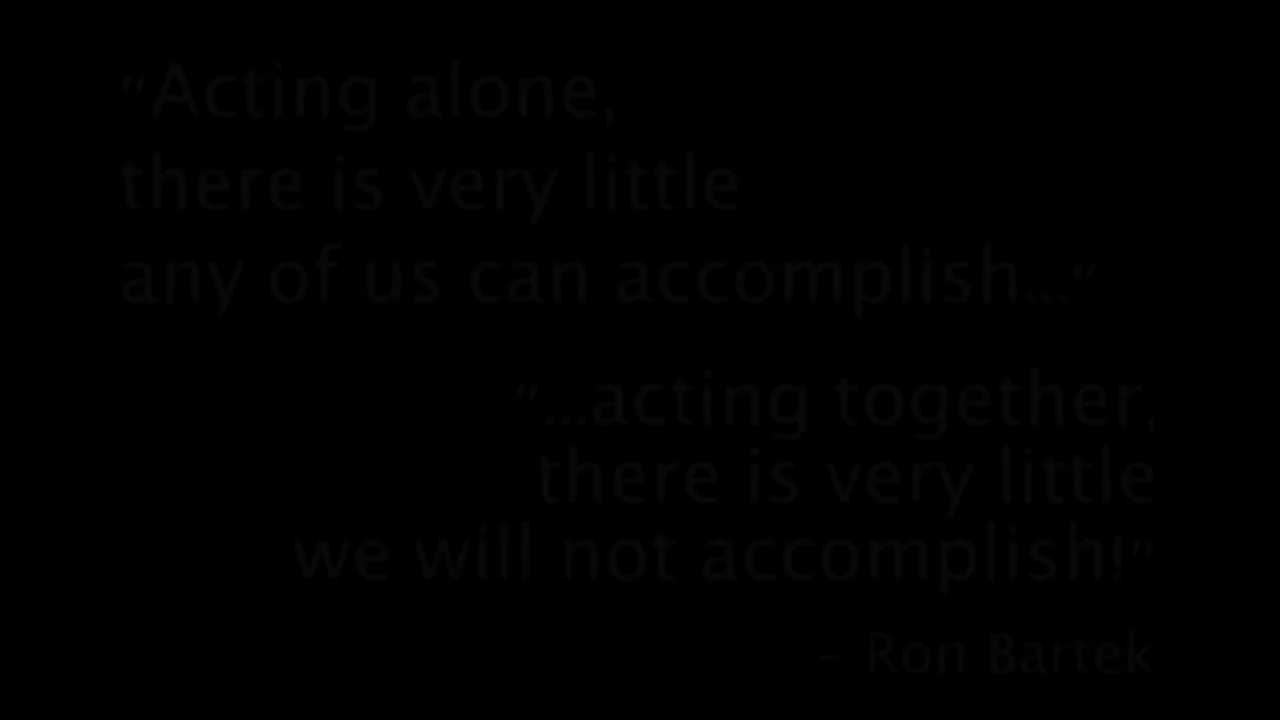 "Acting alone,
there is very little
any of us can accomplish..."
"...acting together,
there is very little
we will not accomplish!"
– Ron Bartek